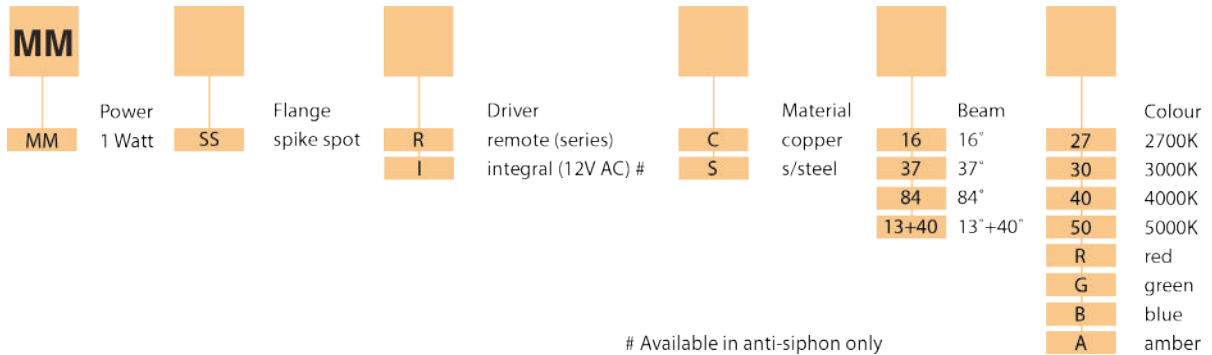 MM
Power Flange Driver Material Beam Colour
MM 1 Watt SS spike spot R remote (series) C copper 16 16° 27 2700K
I integral (12V AC) # S s/steel 37 37° 30 3000K
84 84° 40 4000K
13+40 13°+40° 50 5000K
R red
G green
B blue
# Available in anti-siphon only A amber